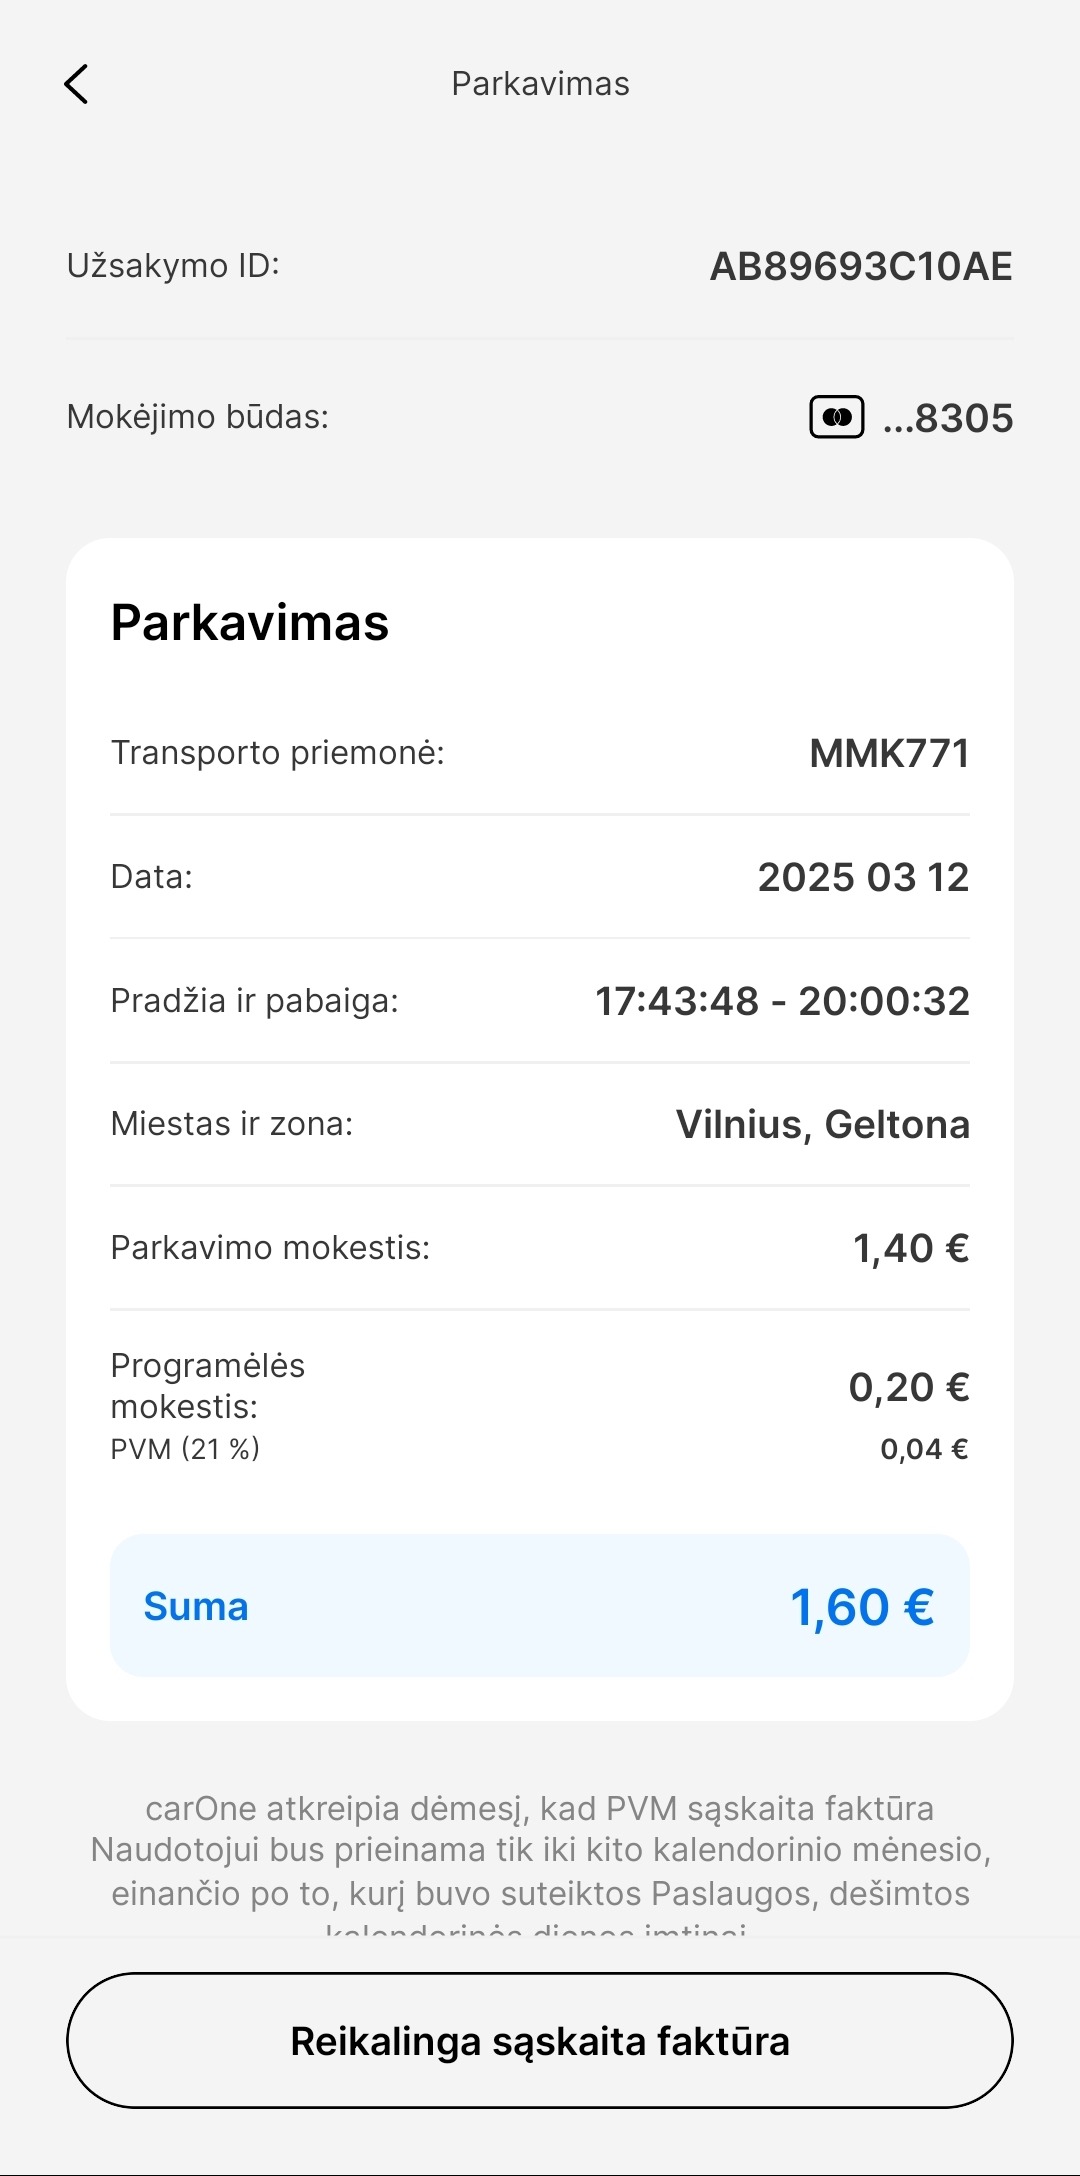 Parkavimas
Užsakymo ID: AB89693C10AE
Mokėjimo būdas: ...8305
Parkavimas
Transporto priemonė: MMK771
Data: 2025 03 12
Pradžia ir pabaiga: 17:43:48 - 20:00:32
Miestas ir zona: Vilnius, Geltona
Parkavimo mokestis: 1,40 €
Programėlės
mokestis: 0,20 €
PVM (21 %) 0,04 €
Suma 1,60 €
carOne atkreipia dėmesį, kad PVM sąskaita faktūra
Naudotojui bus prieinama tik iki kito kalendorinio mėnesio,
einančio po to, kurį buvo suteiktos Paslaugos, dešimtos
kalendorinės dienos imtinai
Reikalinga sąskaita faktūra